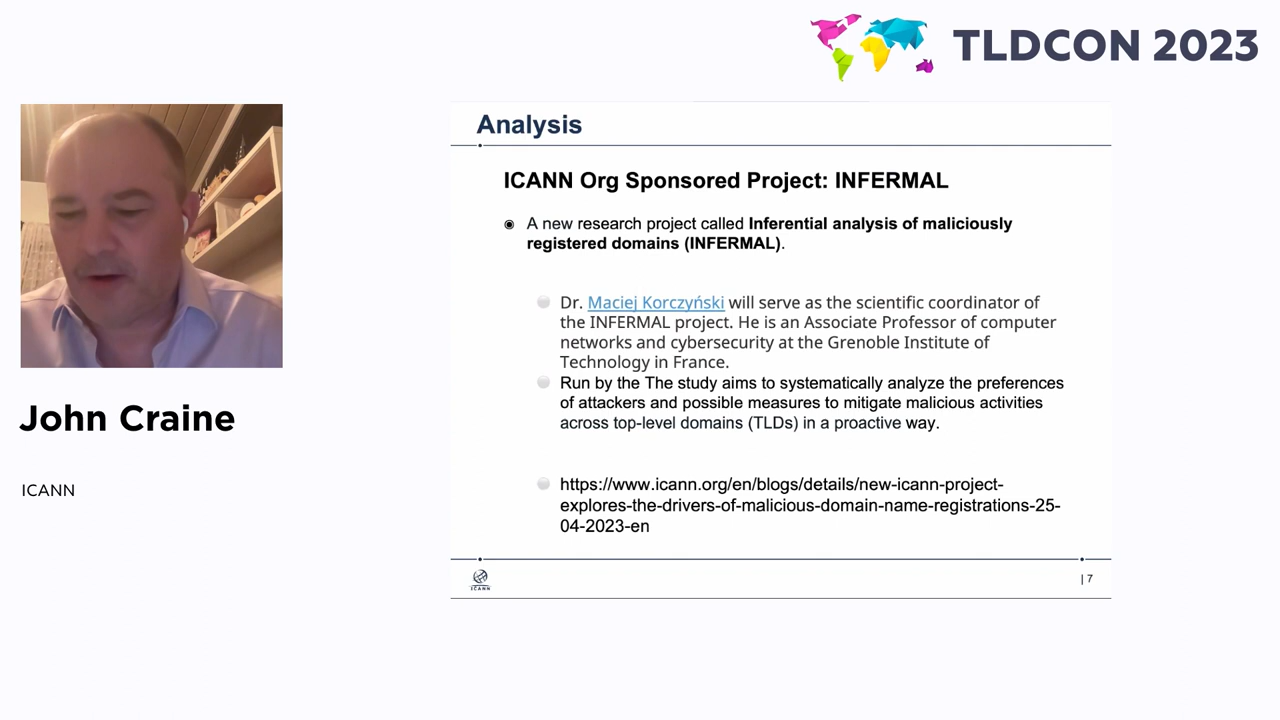 TLDCON 2023
Analysis
ICANN Org Sponsored Project: INFERMAL
A new research project called Inferential analysis of maliciously
registered domains (INFERMAL).
Dr. Maciej Korczyński will serve as the scientific coordinator of
the INFERMAL project. He is an Associate Professor of computer
networks and cybersecurity at the Grenoble Institute of
Technology in France.
Run by the The study aims to systematically analyze the preferences
of attackers and possible measures to mitigate malicious activities
across top-level domains (TLDs) in a proactive way.
https://www.icann.org/en/blogs/details/new-icann-project-
explores-the-drivers-of-malicious-domain-name-registrations-25-
04-2023-en
ICANN
| 7
John Craine
ICANN